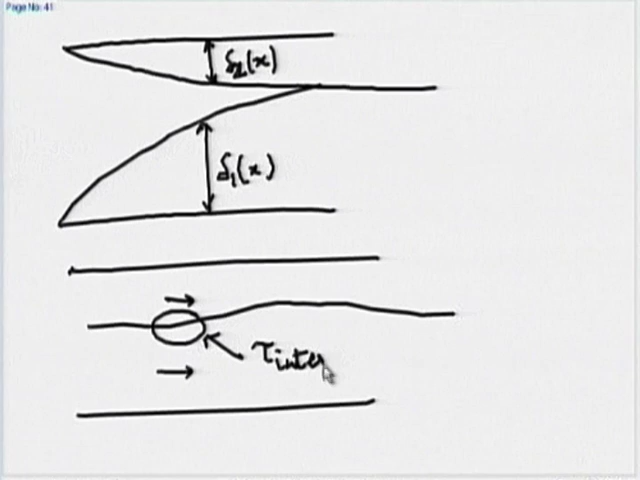 Page No: 41
δ₂(x)
δ₁(x)
τinter